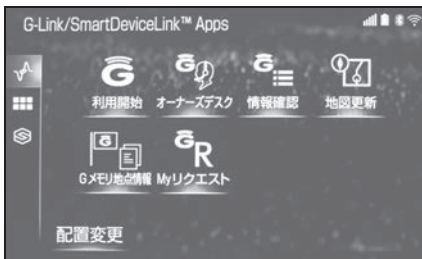 G-Link/SmartDeviceLink™ Apps
利用開始 オーナーズデスク 情報確認 地図更新
Gメモリ地点情報 Myリクエスト
配置変更